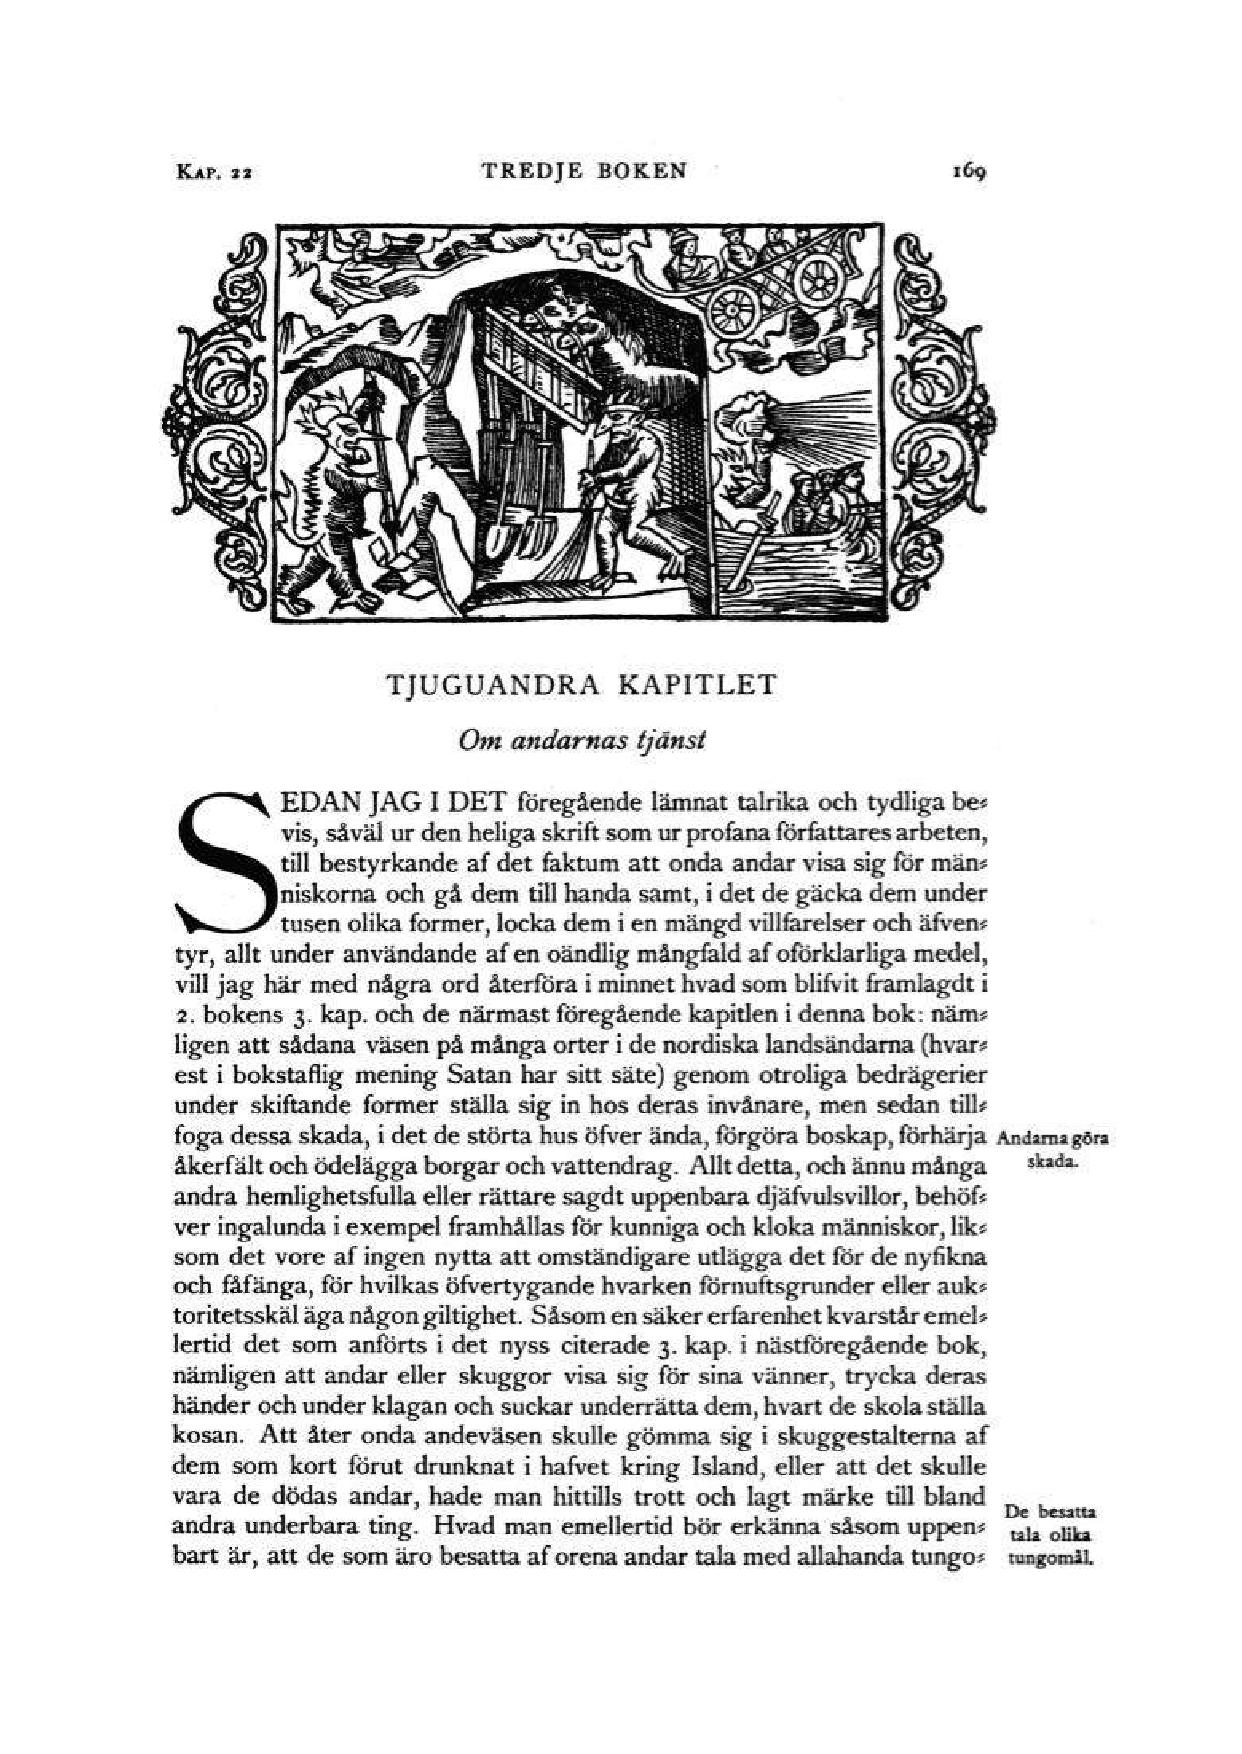 KAP. 22 TREDJE BOKEN 169
TJUGUANDRA KAPITLET
Om andarnas tjänst
SEDAN JAG I DET föregående lämnat talrika och tydliga be-
vis, såväl ur den heliga skrift som ur profana författares arbeten,
till bestyrkande af det faktum att onda andar visa sig för män-
niskorna och gå dem till handa samt, i det de gäcka dem under
tusen olika former, locka dem i en mängd villfarelser och äfven-
tyr, allt under användande af en oändlig mångfald af oförklarliga medel,
vill jag här med några ord återföra i minnet hvad som blifvit framlagdt i
2. bokens 3. kap. och de närmast föregående kapitlen i denna bok: näm-
ligen att sådana väsen på många orter i de nordiska landsändarna (hvar-
est i bokstaflig mening Satan har sitt säte) genom otroliga bedrägerier
under skiftande former ställa sig in hos deras invånare, men sedan till-
foga dessa skada, i det de störta hus öfver ända, förgöra boskap, förhärja
Andarna göra
åkerfält och ödelägga borgar och vattendrag. Allt detta, och ännu många
skada.
andra hemlighetsfulla eller rättare sagdt uppenbara djäfvulsvillor, behöf-
ver ingalunda i exempel framhållas för kunniga och kloka människor, lik-
som det vore af ingen nytta att omständigare utlägga det för de nyfikna
och fåfänga, för hvilkas öfvertygande hvarken förnuftsgrunder eller auk-
toritetsskäl äga någon giltighet. Såsom en säker erfarenhet kvarstår emel-
lertid det som anförts i det nyss citerade 3. kap. i nästföregående bok,
nämligen att andar eller skuggor visa sig för sina vänner, trycka deras
händer och under klagan och suckar underrätta dem, hvart de skola ställa
kosan. Att åter onda andeväsen skulle gömma sig i skuggestalterna af
dem som kort förut drunknat i hafvet kring Island, eller att det skulle
vara de dödas andar, hade man hittills trott och lagt märke till bland
De besatta
andra underbara ting. Hvad man emellertid bör erkänna såsom uppen-
tala olika
bart är, att de som äro besatta af orena andar tala med allahanda tungo-
tungomål.